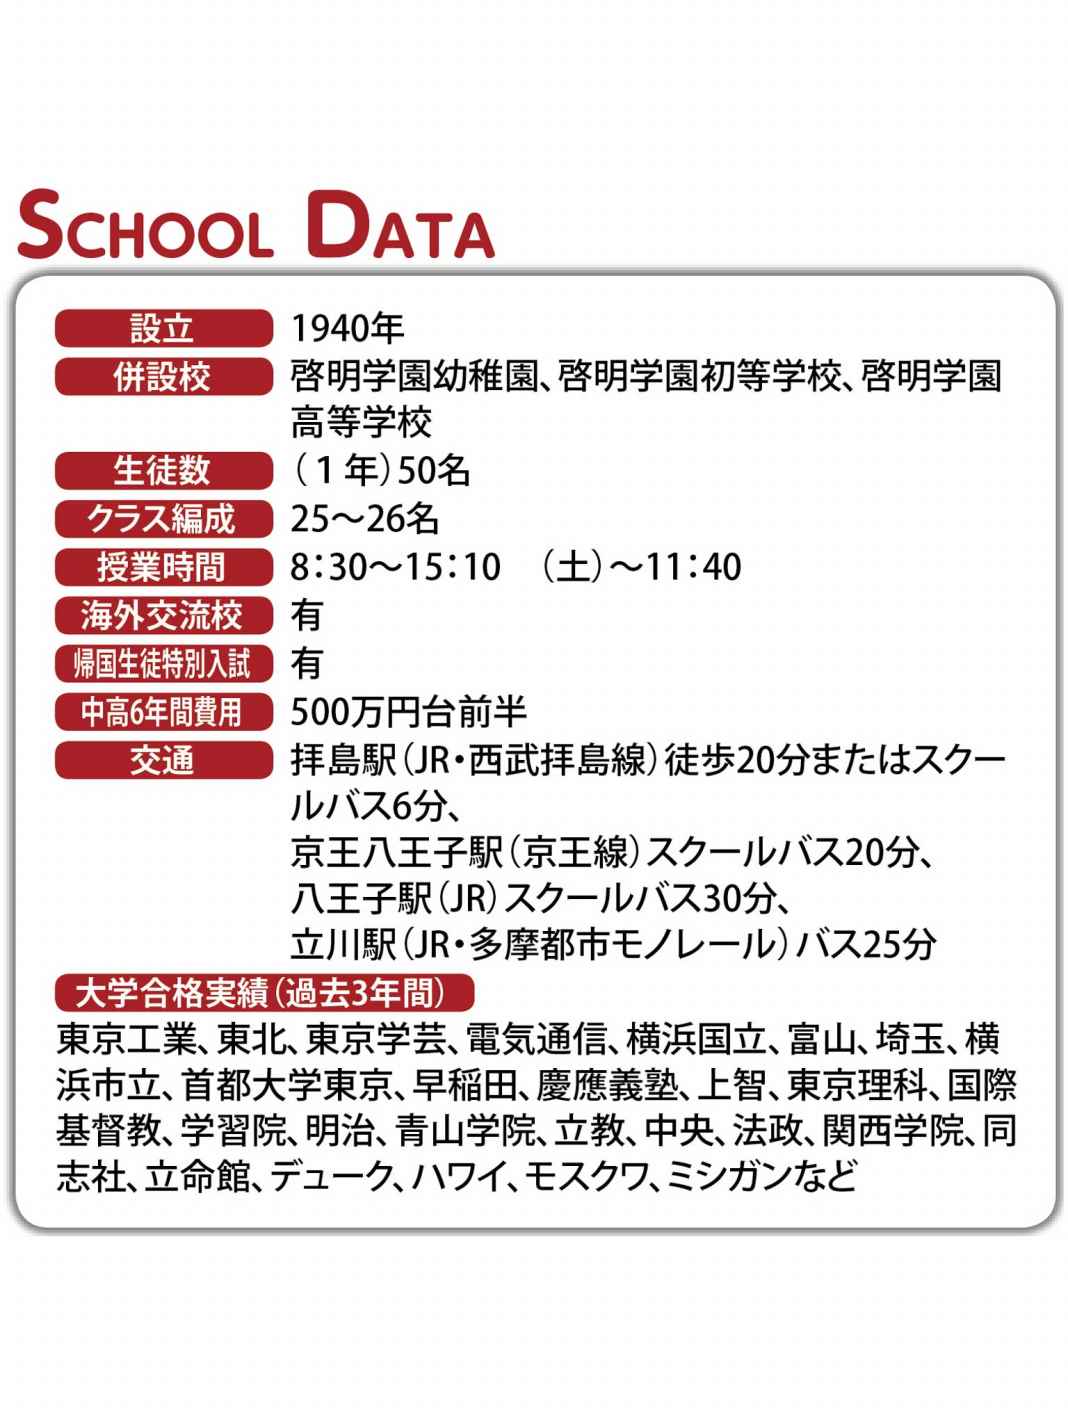 SCHOOL DATA
設立 1940年
併設校 啓明学園幼稚園、啓明学園初等学校、啓明学園
高等学校
生徒数 （１年）50名
クラス編成 25〜26名
授業時間 8：30〜15：10　（土）〜11：40
海外交流校 有
帰国生徒特別入試 有
中高6年間費用 500万円台前半
交通 拝島駅（JR・西武拝島線）徒歩20分またはスクー
ルバス6分、
京王八王子駅（京王線）スクールバス20分、
八王子駅（JR）スクールバス30分、
立川駅（JR・多摩都市モノレール）バス25分
大学合格実績（過去3年間）
東京工業、東北、東京学芸、電気通信、横浜国立、富山、埼玉、横
浜市立、首都大学東京、早稲田、慶應義塾、上智、東京理科、国際
基督教、学習院、明治、青山学院、立教、中央、法政、関西学院、同
志社、立命館、デューク、ハワイ、モスクワ、ミシガンなど